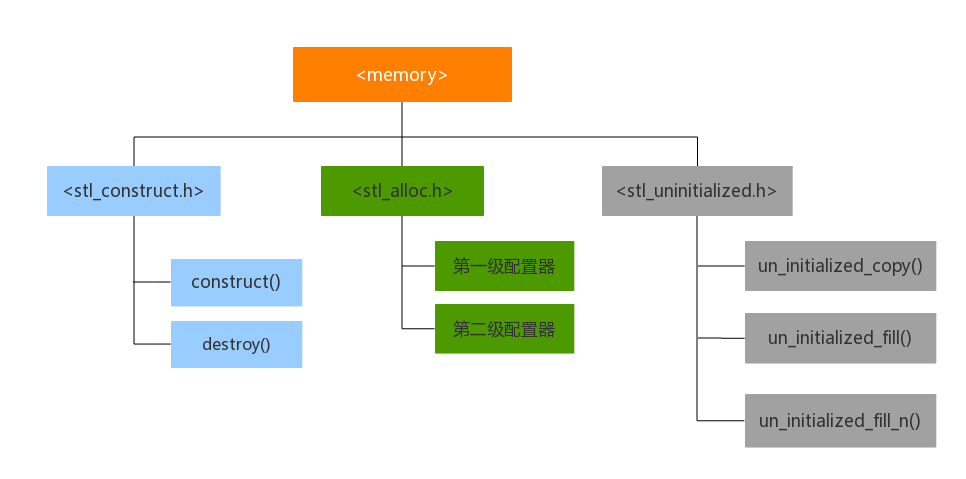 <memory>
<stl_construct.h>
<stl_alloc.h>
<stl_uninitialized.h>
construct()
destroy()
第一级配置器
第二级配置器
un_initialized_copy()
un_initialized_fill()
un_initialized_fill_n()